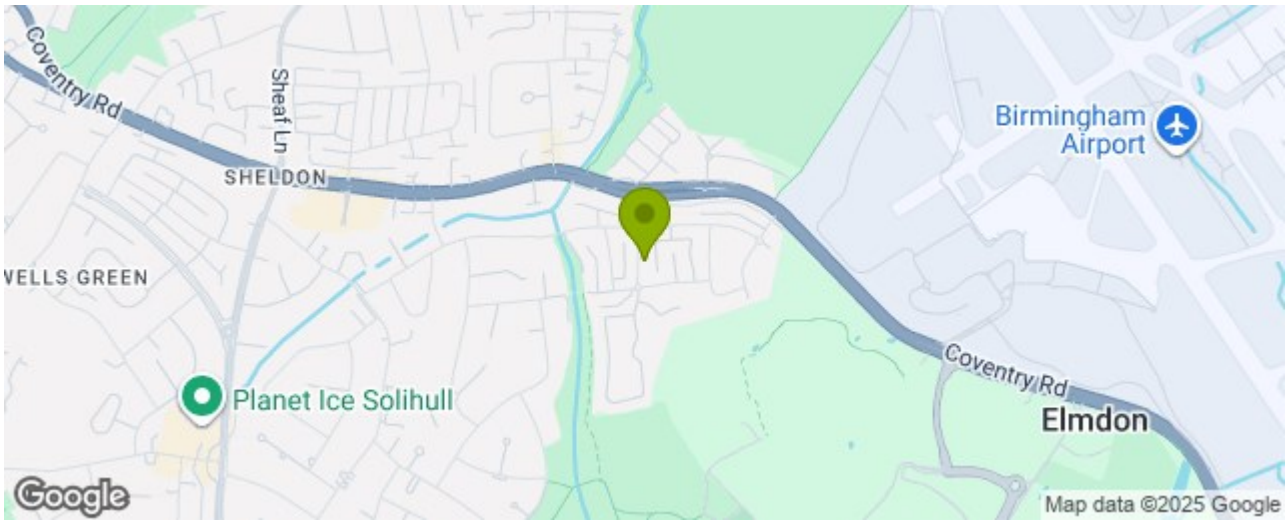 Coventry Rd
Sheaf Ln
Birmingham
Airport
SHELDON
WELLS GREEN
Coventry Rd
Planet Ice Solihull
Elmdon
Google
Map data ©2025 Google